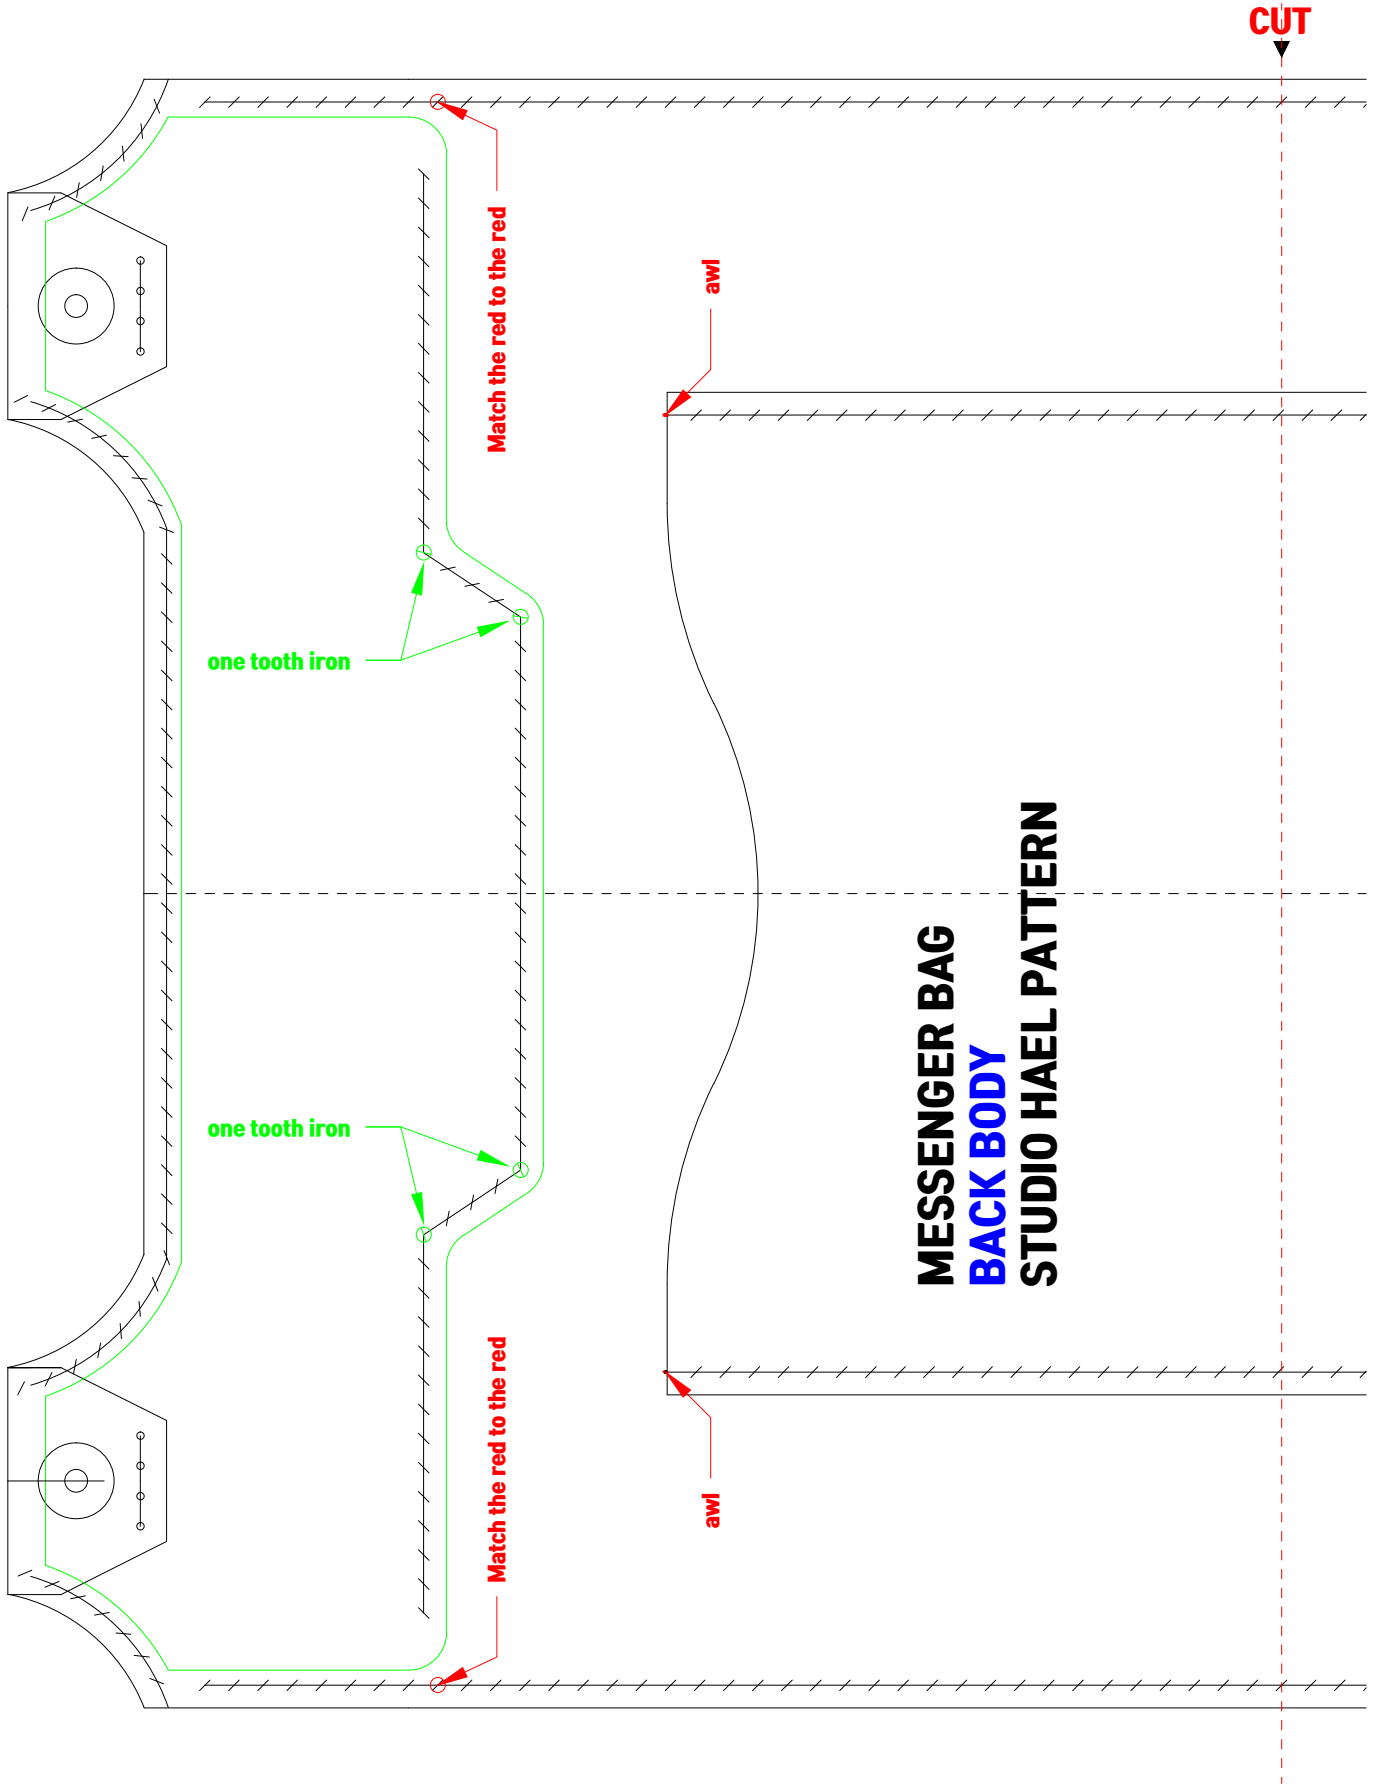 CUT
Match the red to the red
awl
one tooth iron
one tooth iron
MESSENGER BAG
BACK BODY
STUDIO HAEL PATTERN
Match the red to the red
awl